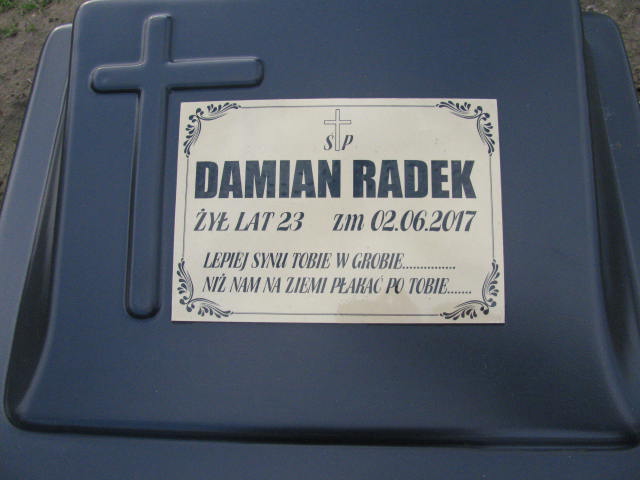 ŚP
DAMIAN RADEK
ŻYŁ LAT 23 zm 02.06.2017
LEPIEJ SYNU TOBIE W GROBIE...............
NIŻ NAM NA ZIEMI PŁAKAĆ PO TOBIE.......